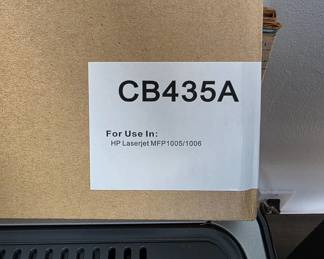 CB435A
For Use In:
HP Laserjet MFP1005/1006